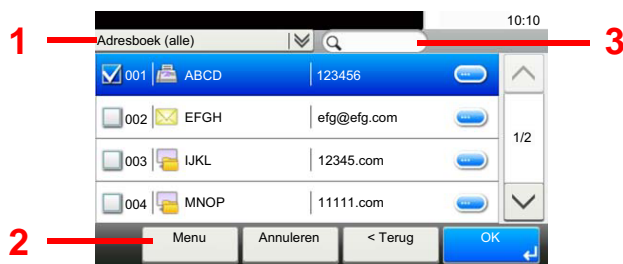 10:10
1 Adresboek (alle) 3
001 ABCD 123456
002 EFGH efg@efg.com
1/2
003 IJKL 12345.com
004 MNOP 11111.com
2 Menu Annuleren < Terug OK